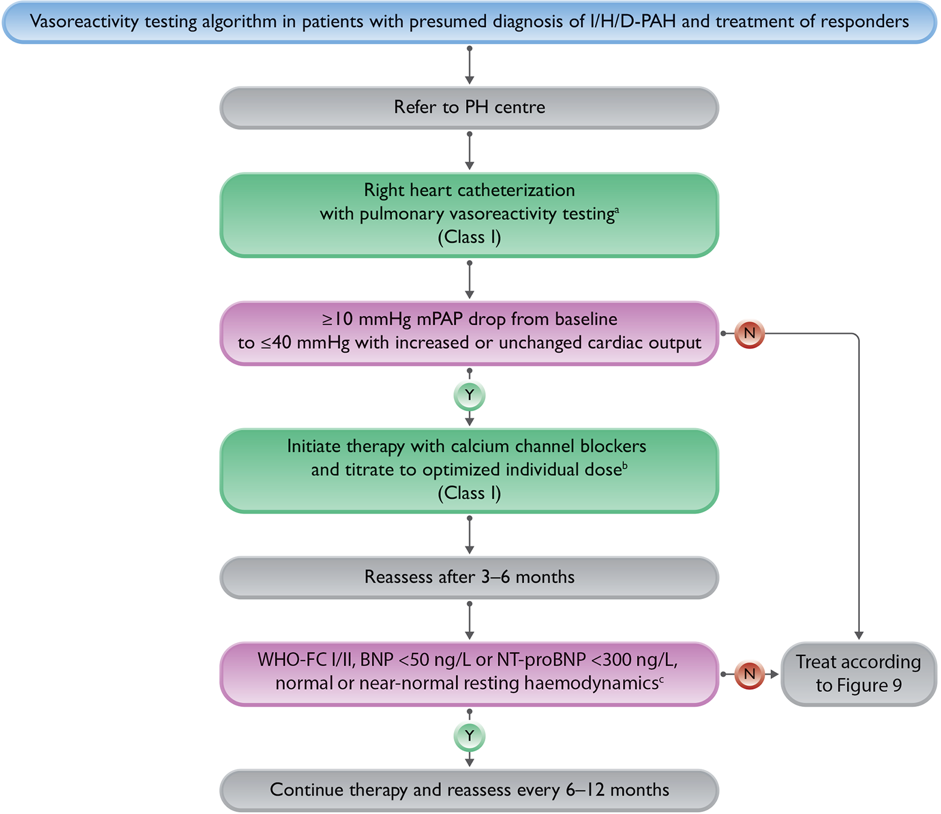 Vasoreactivity testing algorithm in patients with presumed diagnosis of I/H/D-PAH and treatment of responders
Refer to PH centre
Right heart catheterization
with pulmonary vasoreactivity testingᵃ
(Class I)
≥10 mmHg mPAP drop from baseline
to ≤40 mmHg with increased or unchanged cardiac output
N
Y
Initiate therapy with calcium channel blockers
and titrate to optimized individual doseᵇ
(Class I)
Reassess after 3–6 months
WHO-FC I/II, BNP <50 ng/L or NT-proBNP <300 ng/L,
normal or near-normal resting haemodynamicsᶜ
N
Treat according
to Figure 9
Y
Continue therapy and reassess every 6–12 months